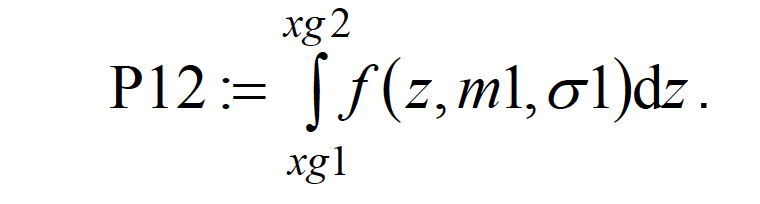 xg2
P12 := ∫ f(z, m1, σ1)dz .
xg1